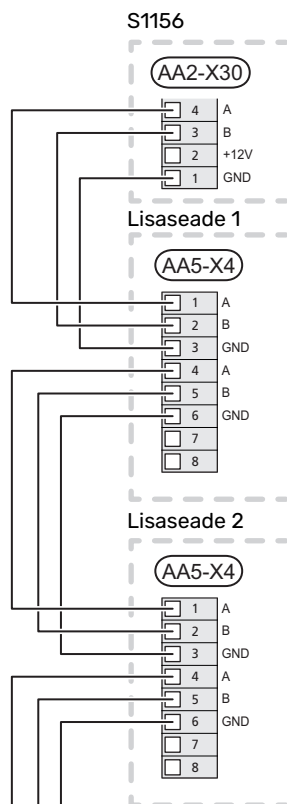 S1156
AA2-X30
4 A
3 B
2 +12V
1 GND
Lisaseade 1
AA5-X4
1 A
2 B
3 GND
4 A
5 B
6 GND
7
8
Lisaseade 2
AA5-X4
1 A
2 B
3 GND
4 A
5 B
6 GND
7
8